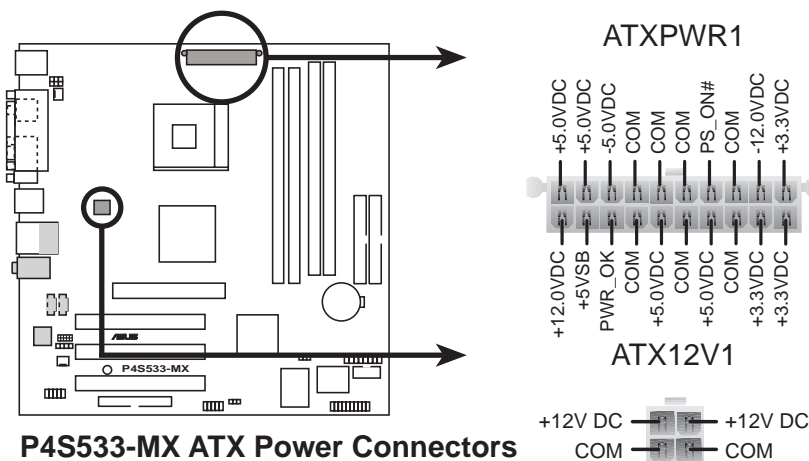 ATXPWR1
+5.0VDC
+5.0VDC
-5.0VDC
COM
COM
COM
PS_ON#
COM
-12.0VDC
+3.3VDC
+12.0VDC
+5VSB
PWR_OK
COM
+5.0VDC
COM
+5.0VDC
COM
+3.3VDC
+3.3VDC
ATX12V1
+12V DC
+12V DC
COM
COM
ASUS
P4S533-MX
P4S533-MX ATX Power Connectors